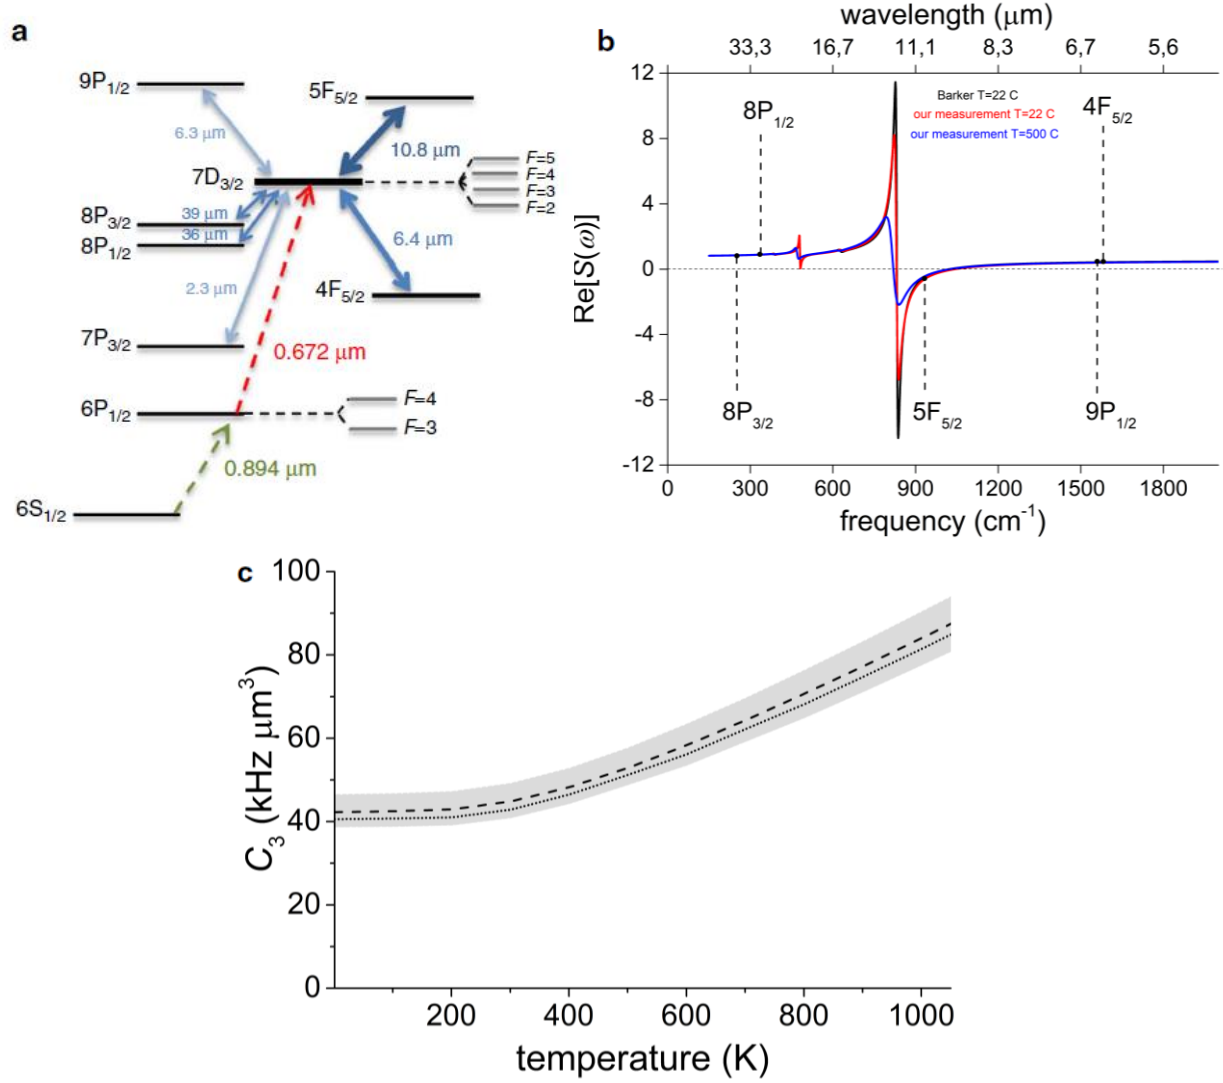 a
9P1/2
6.3 μm
5F5/2
10.8 μm
7D3/2
F=5
F=4
F=3
F=2
8P3/2
39 μm
8P1/2
36 μm
6.4 μm
2.3 μm
4F5/2
7P3/2
0.672 μm
6P1/2
F=4
F=3
0.894 μm
6S1/2
b
wavelength (μm)
33,3 16,7 11,1 8,3 6,7 5,6
12
8
4
0
-4
-8
-12
Re[S(ω)]
Barker T=22 C
our measurement T=22 C
our measurement T=500 C
8P1/2
4F5/2
8P3/2
5F5/2
9P1/2
0 300 600 900 1200 1500 1800
frequency (cm-1)
c
100
80
60
40
20
0
C3 (kHz μm3)
200 400 600 800 1000
temperature (K)